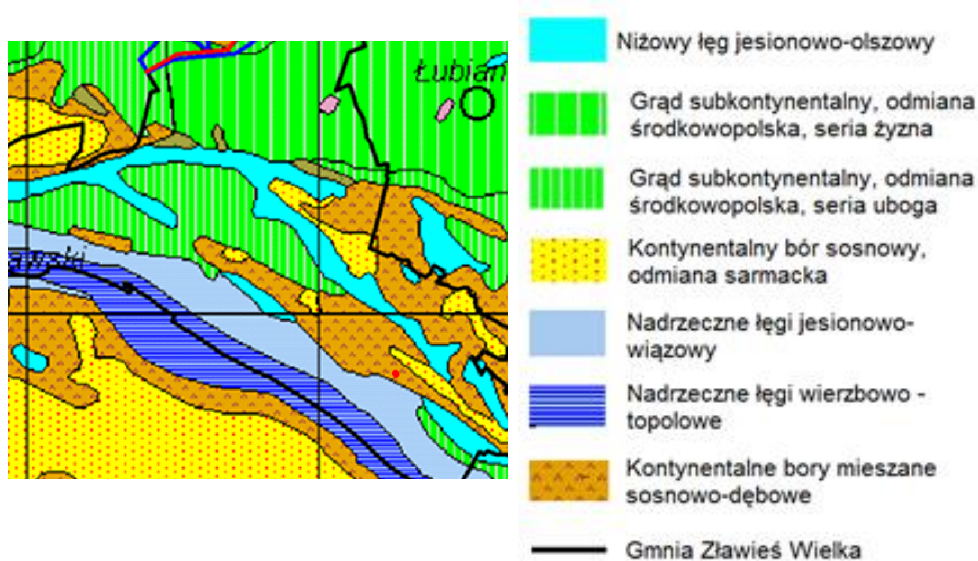 Łubian
Niżowy łęg jesionowo-olszowy
Grąd subkontynentalny, odmiana
środkowopolska, seria żyzna
Grąd subkontynentalny, odmiana
środkowopolska, seria uboga
Kontynentalny bór sosnowy,
odmiana sarmacka
Nadrzeczne łęgi jesionowo-
wiązowy
Nadrzeczne łęgi wierzbowo -
topolowe
Kontynentalne bory mieszane
sosnowo-dębowe
Gmnia Zławieś Wielka